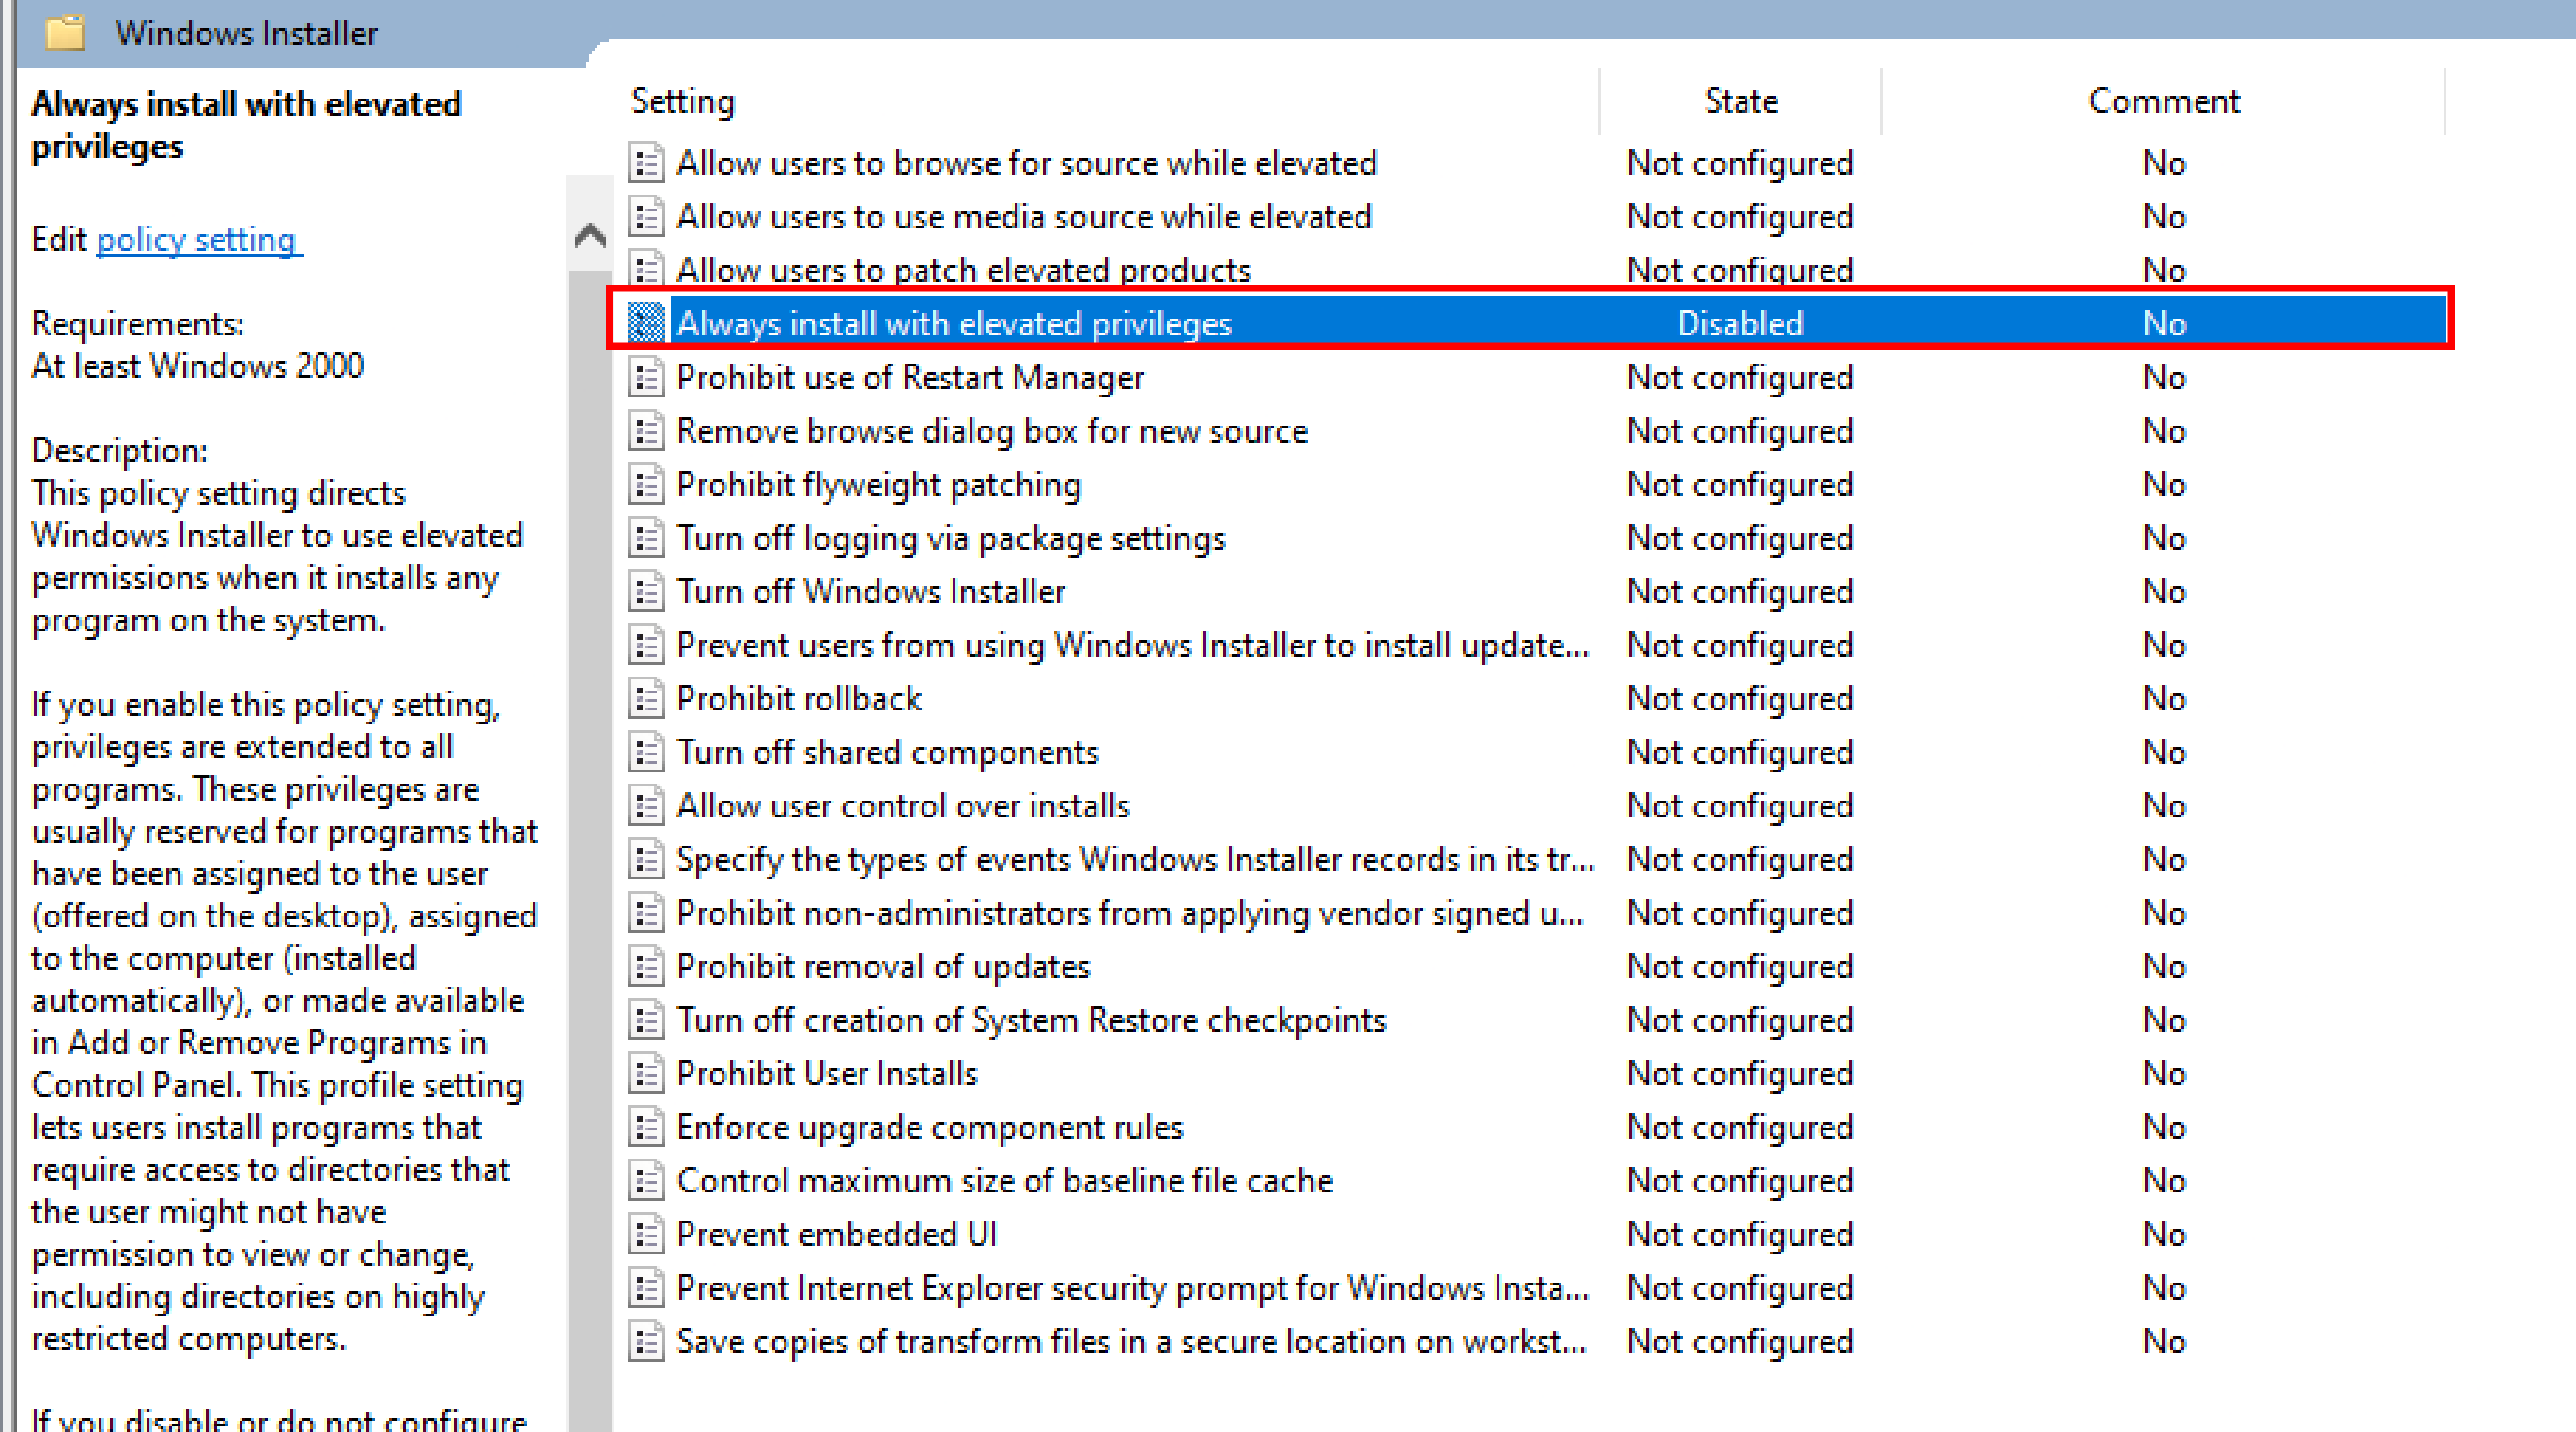 Windows Installer
Always install with elevated
privileges
Edit policy setting
Requirements:
At least Windows 2000
Description:
This policy setting directs
Windows Installer to use elevated
permissions when it installs any
program on the system.
If you enable this policy setting,
privileges are extended to all
programs. These privileges are
usually reserved for programs that
have been assigned to the user
(offered on the desktop), assigned
to the computer (installed
automatically), or made available
in Add or Remove Programs in
Control Panel. This profile setting
lets users install programs that
require access to directories that
the user might not have
permission to view or change,
including directories on highly
restricted computers.
If you disable or do not configure
Setting State Comment
Allow users to browse for source while elevated Not configured No
Allow users to use media source while elevated Not configured No
Allow users to patch elevated products Not configured No
Always install with elevated privileges Disabled No
Prohibit use of Restart Manager Not configured No
Remove browse dialog box for new source Not configured No
Prohibit flyweight patching Not configured No
Turn off logging via package settings Not configured No
Turn off Windows Installer Not configured No
Prevent users from using Windows Installer to install update... Not configured No
Prohibit rollback Not configured No
Turn off shared components Not configured No
Allow user control over installs Not configured No
Specify the types of events Windows Installer records in its tr... Not configured No
Prohibit non-administrators from applying vendor signed u... Not configured No
Prohibit removal of updates Not configured No
Turn off creation of System Restore checkpoints Not configured No
Prohibit User Installs Not configured No
Enforce upgrade component rules Not configured No
Control maximum size of baseline file cache Not configured No
Prevent embedded UI Not configured No
Prevent Internet Explorer security prompt for Windows Insta... Not configured No
Save copies of transform files in a secure location on workst... Not configured No